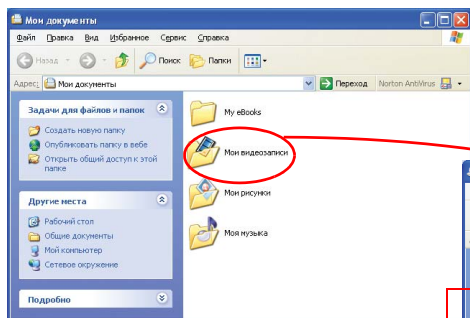 Мои документы
Файл Правка Вид Избранное Сервис Справка
Назад Поиск Папки
Адрес: Мои документы Переход Norton AntiVirus
Задачи для файлов и папок
Создать новую папку
Опубликовать папку в вебе
Открыть общий доступ к этой
папке
Другие места
Рабочий стол
Общие документы
Мой компьютер
Сетевое окружение
Подробно
My eBooks
Мои видеозаписи
Мои рисунки
Моя музыка